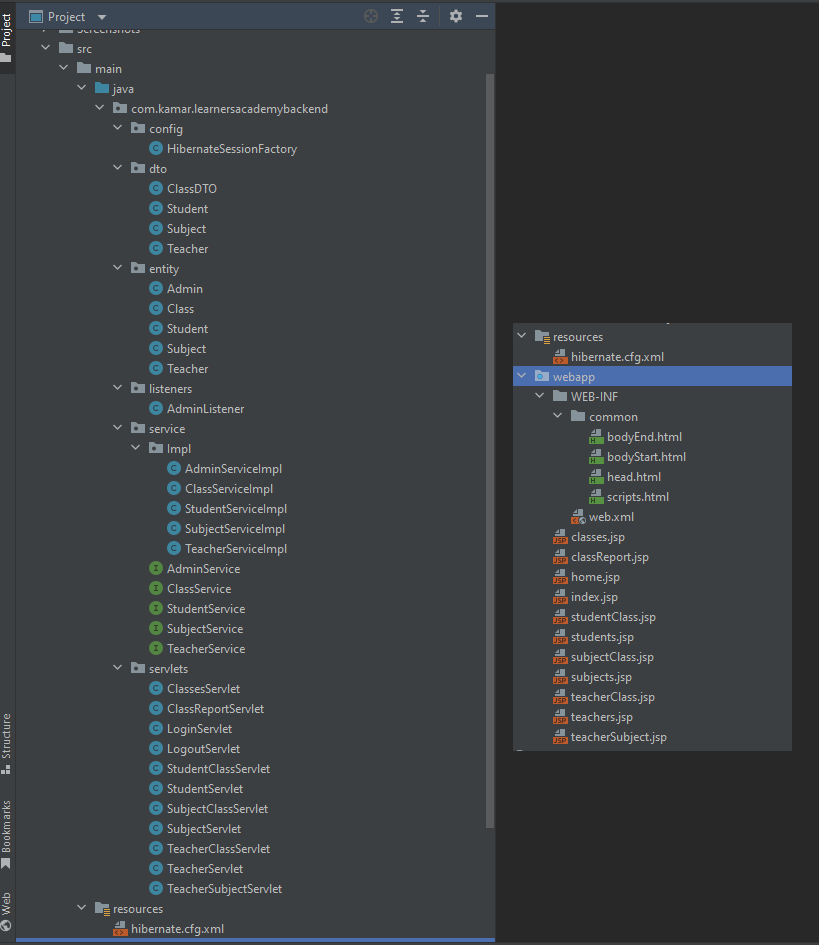 Project
Project
Screenshots
src
main
java
com.kamar.learnersacademybackend
config
HibernateSessionFactory
dto
ClassDTO
Student
Subject
Teacher
entity
Admin
Class
Student
Subject
Teacher
listeners
AdminListener
service
Impl
AdminServiceImpl
ClassServiceImpl
StudentServiceImpl
SubjectServiceImpl
TeacherServiceImpl
AdminService
ClassService
StudentService
SubjectService
TeacherService
servlets
ClassesServlet
ClassReportServlet
LoginServlet
LogoutServlet
StudentClassServlet
StudentServlet
SubjectClassServlet
SubjectServlet
TeacherClassServlet
TeacherServlet
TeacherSubjectServlet
resources
hibernate.cfg.xml
Structure
Bookmarks
Web
resources
hibernate.cfg.xml
webapp
WEB-INF
common
bodyEnd.html
bodyStart.html
head.html
scripts.html
web.xml
classes.jsp
classReport.jsp
home.jsp
index.jsp
studentClass.jsp
students.jsp
subjectClass.jsp
subjects.jsp
teacherClass.jsp
teachers.jsp
teacherSubject.jsp